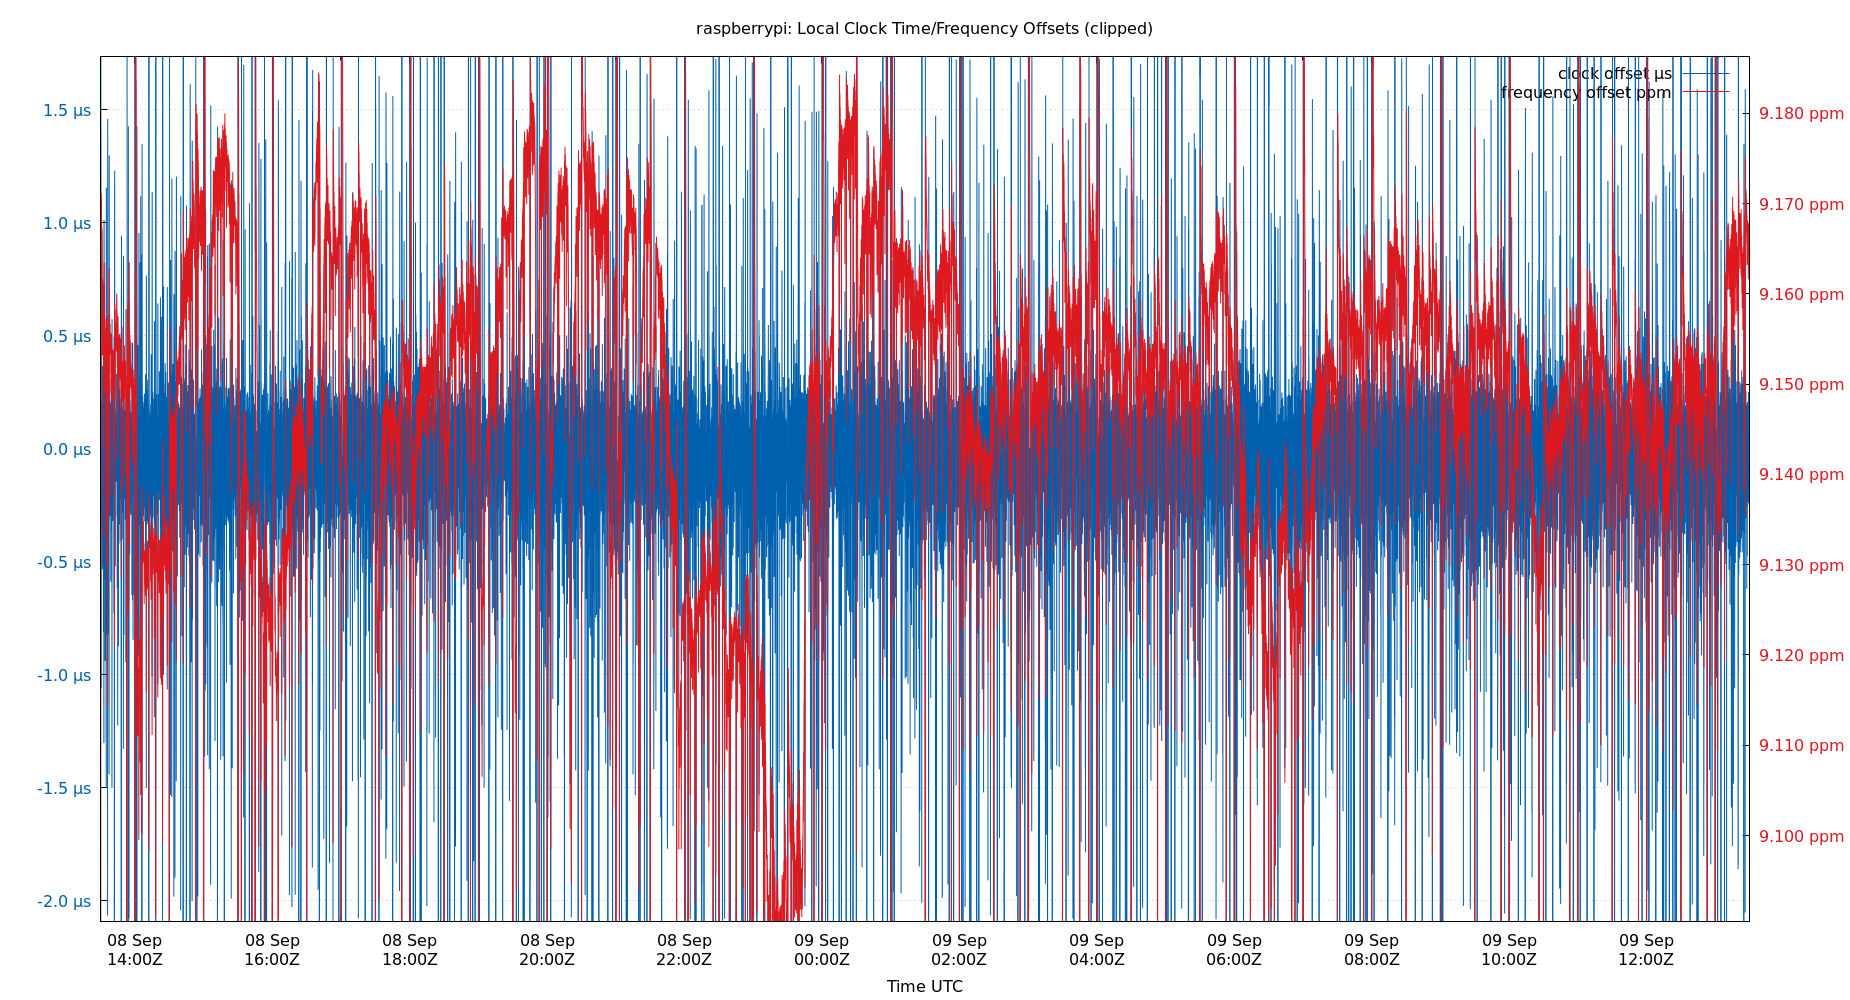 raspberrypi: Local Clock Time/Frequency Offsets (clipped)
clock offset µs
frequency offset ppm
1.5 µs
1.0 µs
0.5 µs
0.0 µs
-0.5 µs
-1.0 µs
-1.5 µs
-2.0 µs
9.180 ppm
9.170 ppm
9.160 ppm
9.150 ppm
9.140 ppm
9.130 ppm
9.120 ppm
9.110 ppm
9.100 ppm
08 Sep 08 Sep 08 Sep 08 Sep 08 Sep 09 Sep 09 Sep 09 Sep 09 Sep 09 Sep 09 Sep 09 Sep
14:00Z 16:00Z 18:00Z 20:00Z 22:00Z 00:00Z 02:00Z 04:00Z 06:00Z 08:00Z 10:00Z 12:00Z
Time UTC